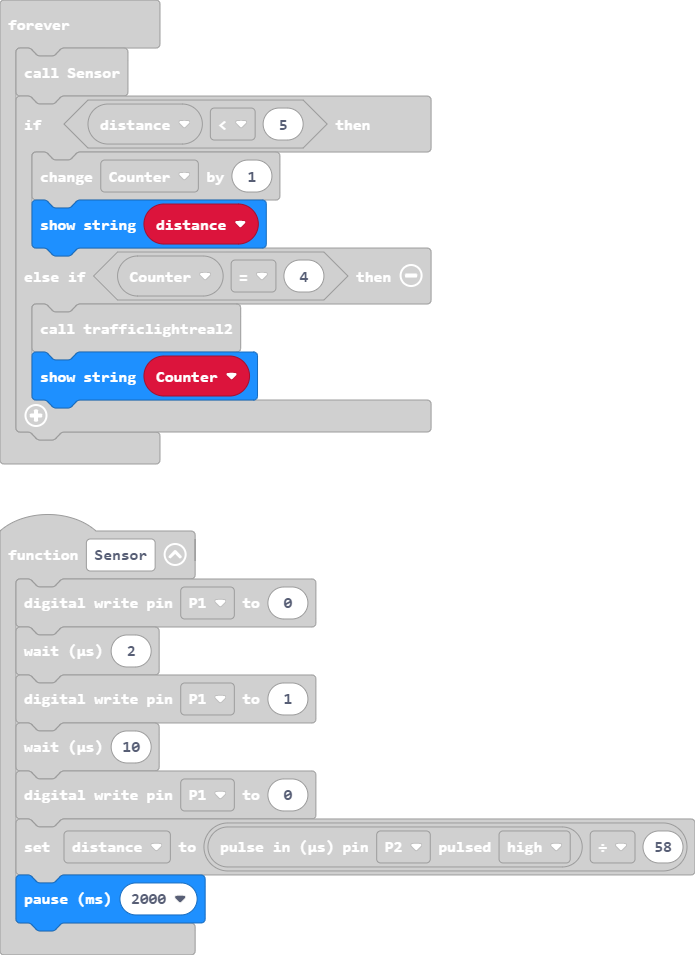 forever
call Sensor
if distance < 5 then
change Counter by 1
show string distance
else if Counter = 4 then
call trafficlightreal2
show string Counter
function Sensor
digital write pin P1 to 0
wait (µs) 2
digital write pin P1 to 1
wait (µs) 10
digital write pin P1 to 0
set distance to pulse in (µs) pin P2 pulsed high ÷ 58
pause (ms) 2000